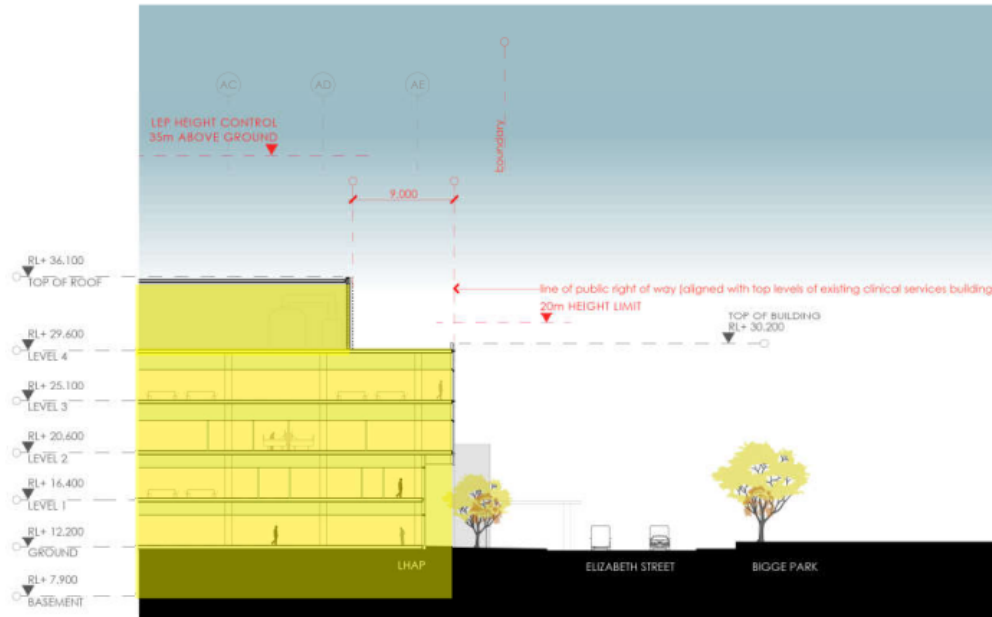 AC
AD
AE
LEP HEIGHT CONTROL
35m ABOVE GROUND
boundary
9,000
RL+ 36,100
TOP OF ROOF
line of public right of way (aligned with top levels of existing clinical services building
20m HEIGHT LIMIT
TOP OF BUILDING
RL+ 30,200
RL+ 29,600
LEVEL 4
RL+ 25,100
LEVEL 3
RL+ 20,600
LEVEL 2
RL+ 16,400
LEVEL 1
RL+ 12,200
GROUND
LHAP
ELIZABETH STREET
BIGGE PARK
RL+ 7,900
BASEMENT